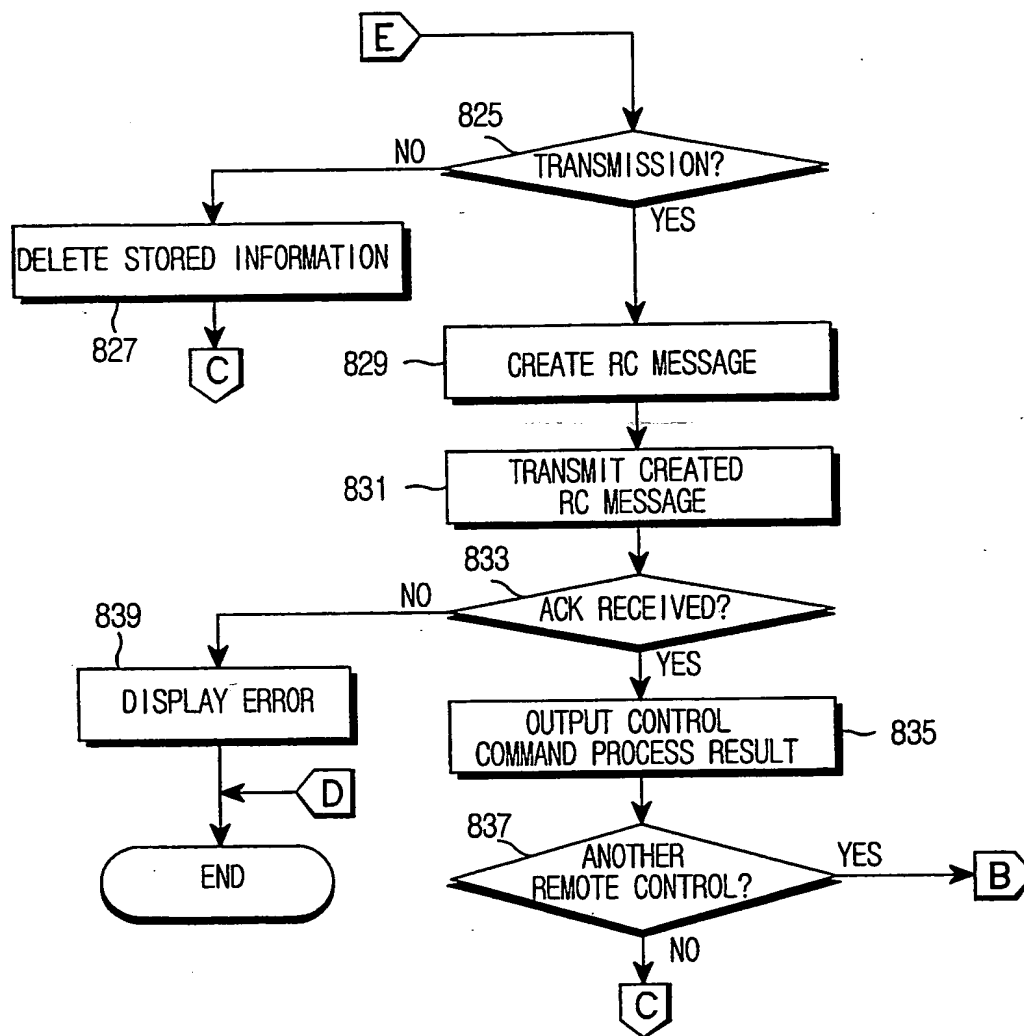 E
825
NO
TRANSMISSION?
YES
DELETE STORED INFORMATION
827
C
829
CREATE RC MESSAGE
831
TRANSMIT CREATED
RC MESSAGE
833
NO
ACK RECEIVED?
YES
839
DISPLAY ERROR
OUTPUT CONTROL
COMMAND PROCESS RESULT
835
D
END
837
ANOTHER
REMOTE CONTROL?
YES
B
NO
C